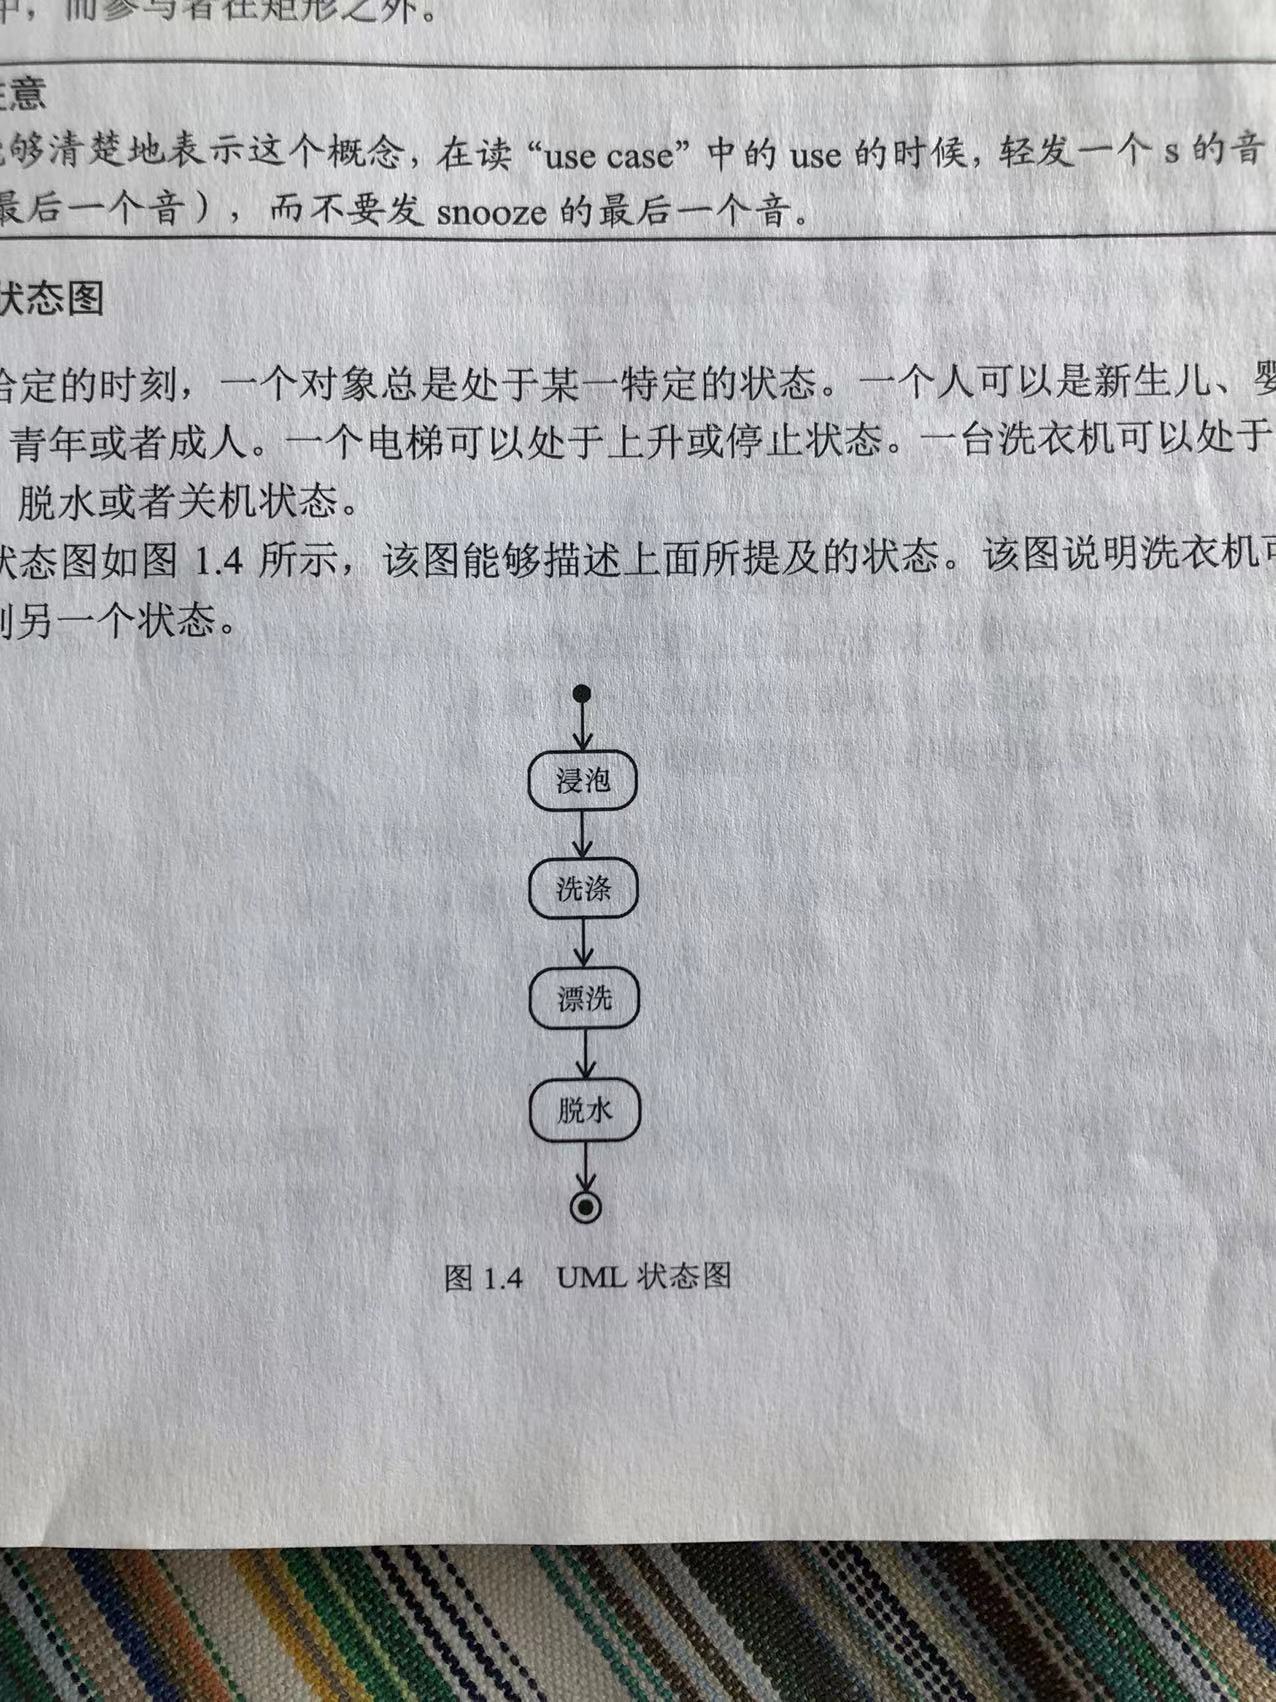 中，而参与者在矩形之外。
注意
能够清楚地表示这个概念，在读“use case”中的 use 的时候，轻发一个 s 的音
最后一个音），而不要发 snooze 的最后一个音。
状态图
给定的时刻，一个对象总是处于某一特定的状态。一个人可以是新生儿、婴
青年或者成人。一个电梯可以处于上升或停止状态。一台洗衣机可以处于
脱水或者关机状态。
状态图如图 1.4 所示，该图能够描述上面所提及的状态。该图说明洗衣机可
到另一个状态。
浸泡
洗涤
漂洗
脱水
图 1.4 UML 状态图